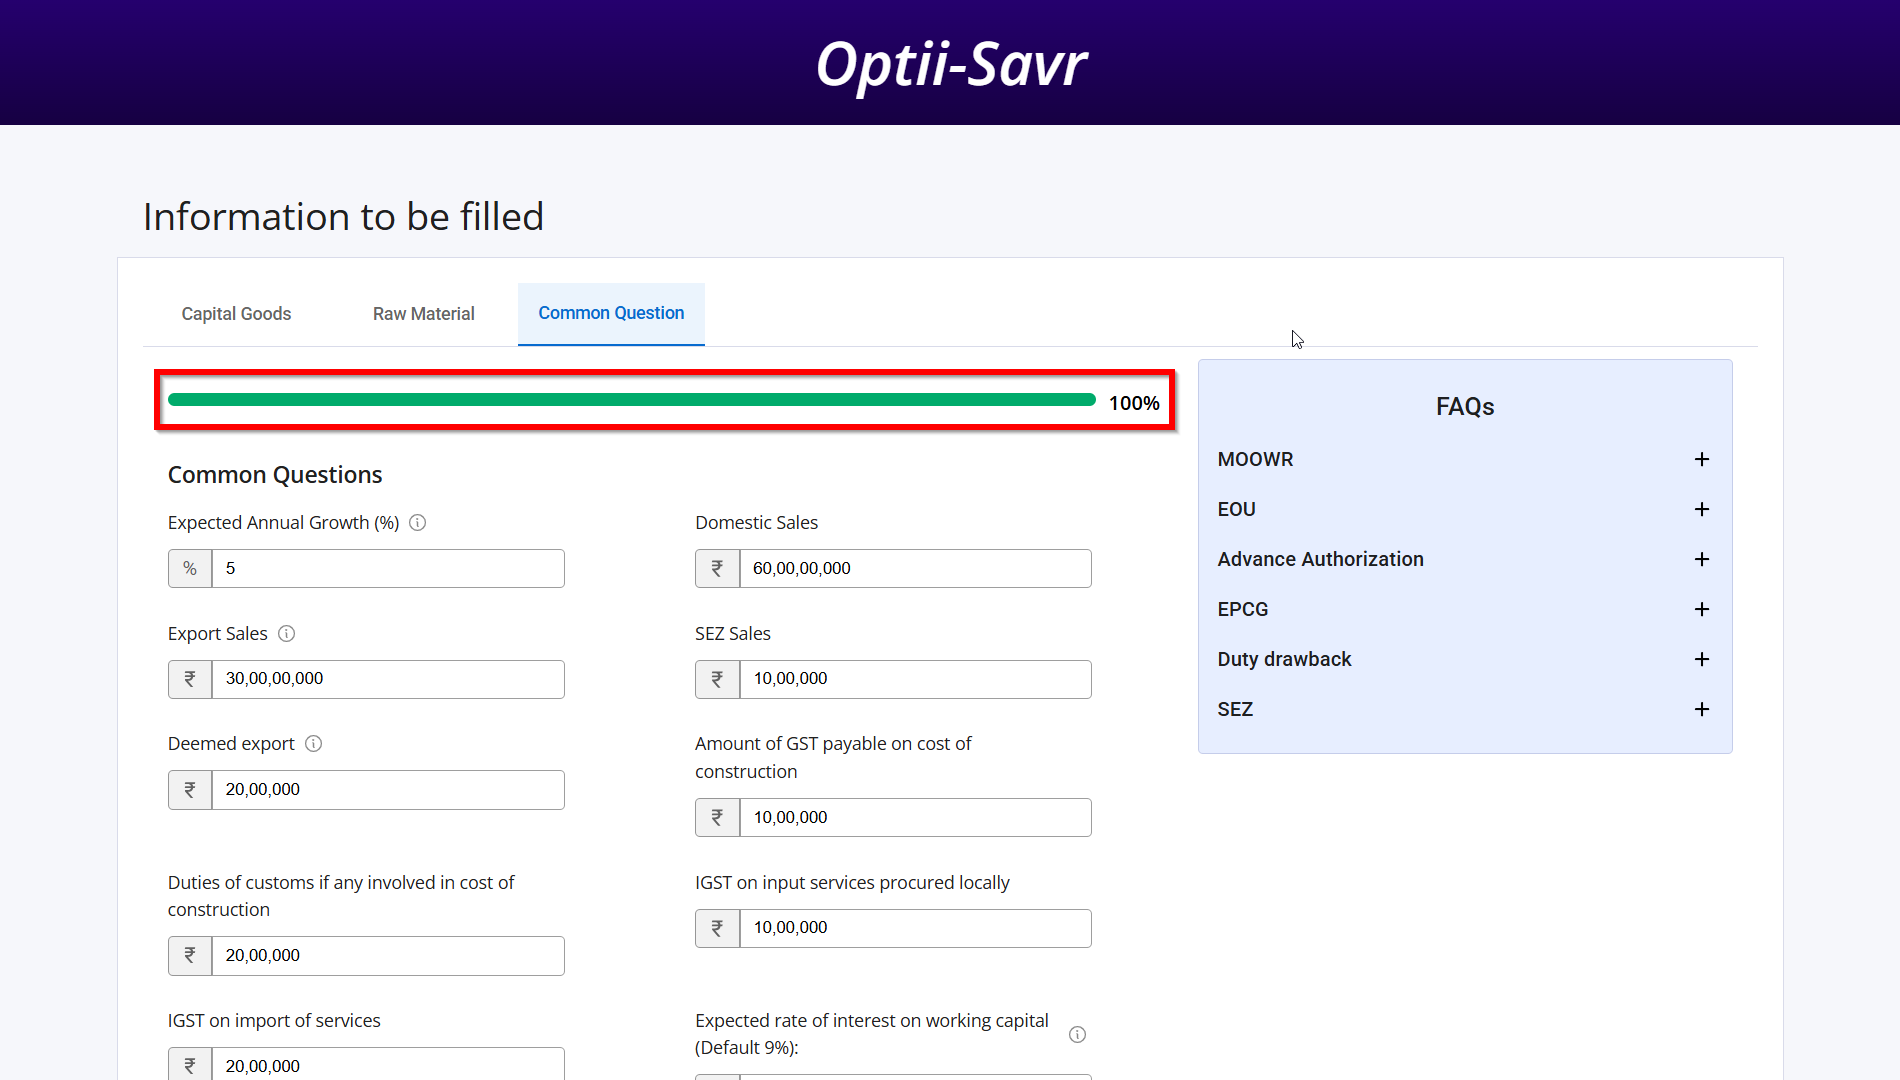 Optii-Savr
Information to be filled
Capital Goods
Raw Material
Common Question
100%
Common Questions
Expected Annual Growth (%)
% 5
Domestic Sales
₹ 60,00,00,000
Export Sales
₹ 30,00,00,000
SEZ Sales
₹ 10,00,000
Deemed export
₹ 20,00,000
Amount of GST payable on cost of
construction
₹ 10,00,000
Duties of customs if any involved in cost of
construction
₹ 20,00,000
IGST on input services procured locally
₹ 10,00,000
IGST on import of services
₹ 20,00,000
Expected rate of interest on working capital
(Default 9%):
FAQs
MOOWR +
EOU +
Advance Authorization +
EPCG +
Duty drawback +
SEZ +